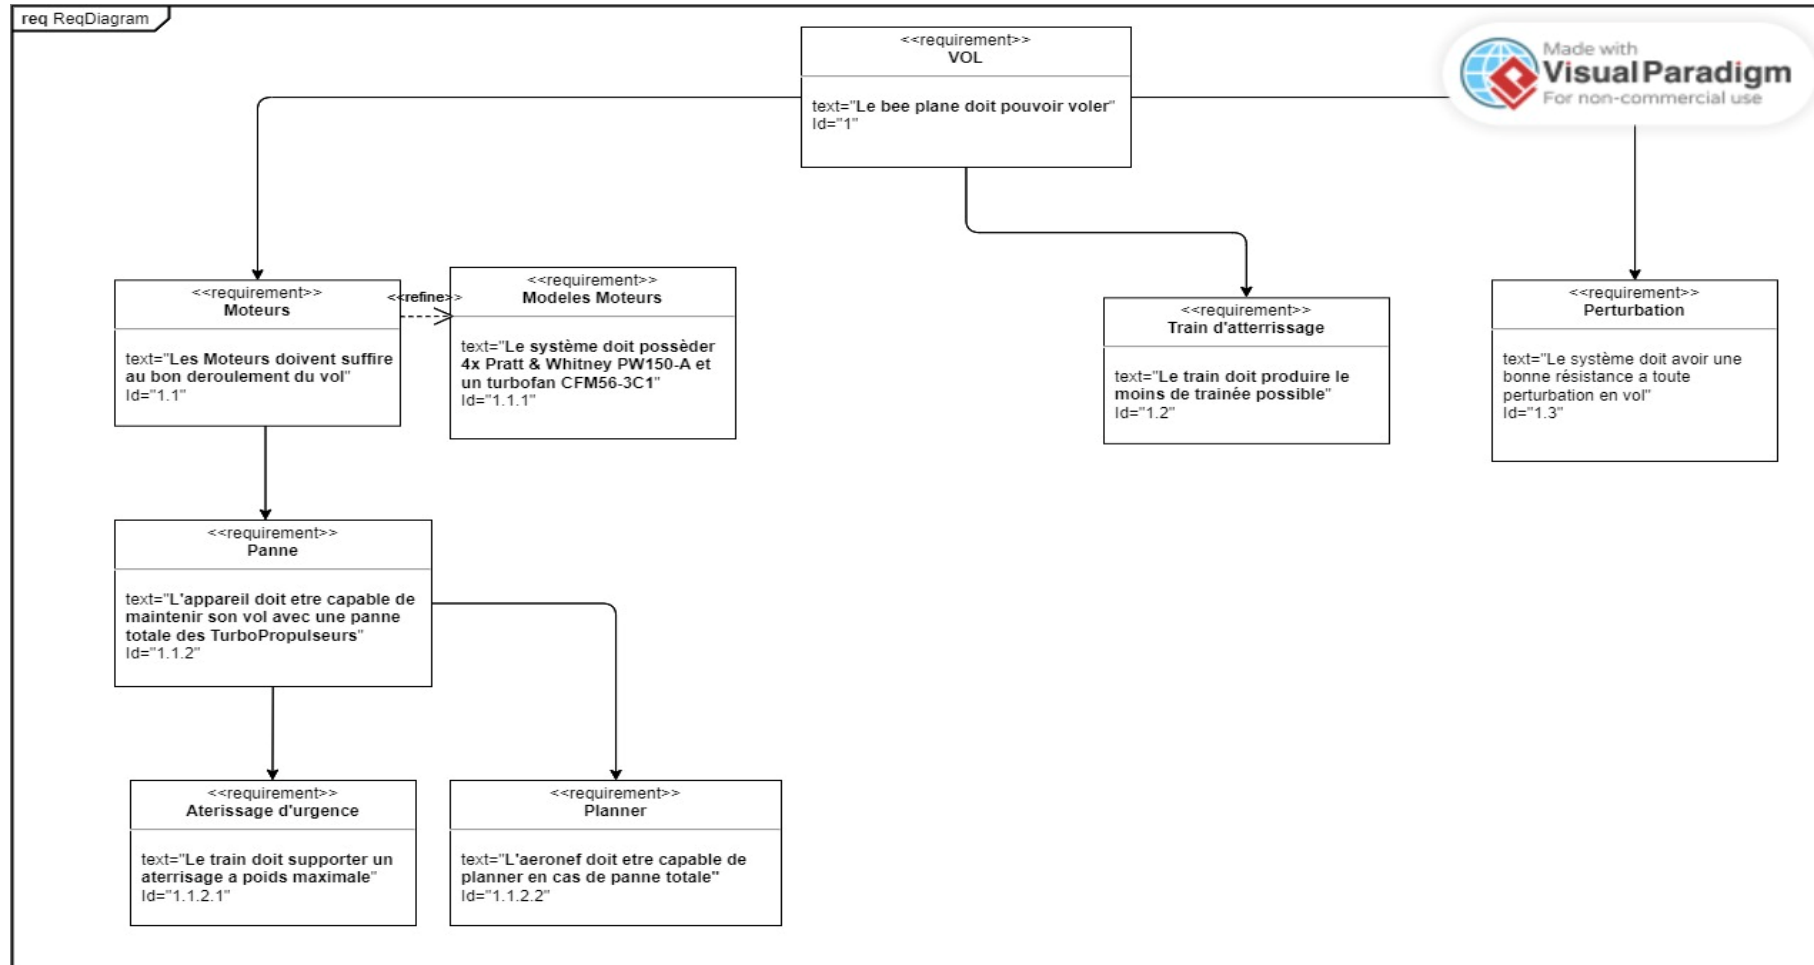 req ReqDiagram
<<requirement>>
VOL
text="Le bee plane doit pouvoir voler"
Id="1"
Made with
Visual Paradigm
For non-commercial use
<<requirement>>
Moteurs
text="Les Moteurs doivent suffire
au bon deroulement du vol"
Id="1.1"
<<refine>>
<<requirement>>
Modeles Moteurs
text="Le système doit possèder
4x Pratt & Whitney PW150-A et
un turbofan CFM56-3C1"
Id="1.1.1"
<<requirement>>
Train d'atterrissage
text="Le train doit produire le
moins de trainée possible"
Id="1.2"
<<requirement>>
Perturbation
text="Le système doit avoir une
bonne résistance a toute
perturbation en vol"
Id="1.3"
<<requirement>>
Panne
text="L'appareil doit etre capable de
maintenir son vol avec une panne
totale des TurboPropulseurs"
Id="1.1.2"
<<requirement>>
Aterissage d'urgence
text="Le train doit supporter un
aterrisage a poids maximale"
Id="1.1.2.1"
<<requirement>>
Planner
text="L'aeronef doit etre capable de
planner en cas de panne totale"
Id="1.1.2.2"